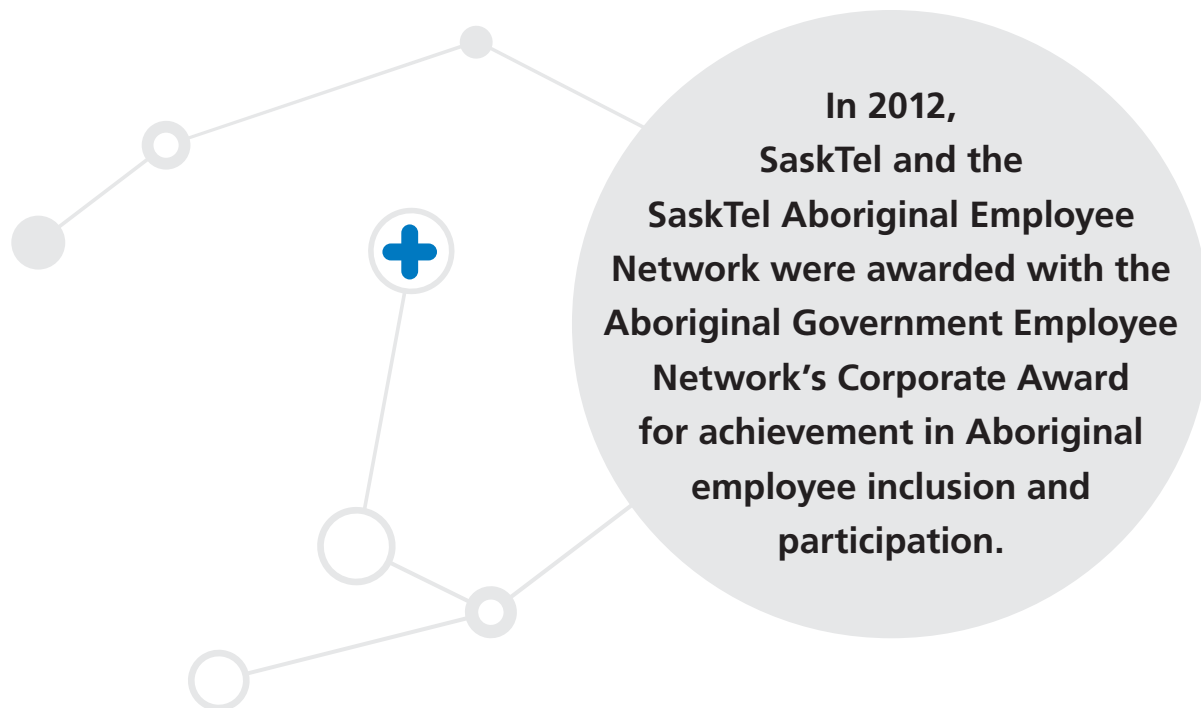 In 2012,
SaskTel and the
SaskTel Aboriginal Employee
Network were awarded with the
Aboriginal Government Employee
Network's Corporate Award
for achievement in Aboriginal
employee inclusion and
participation.